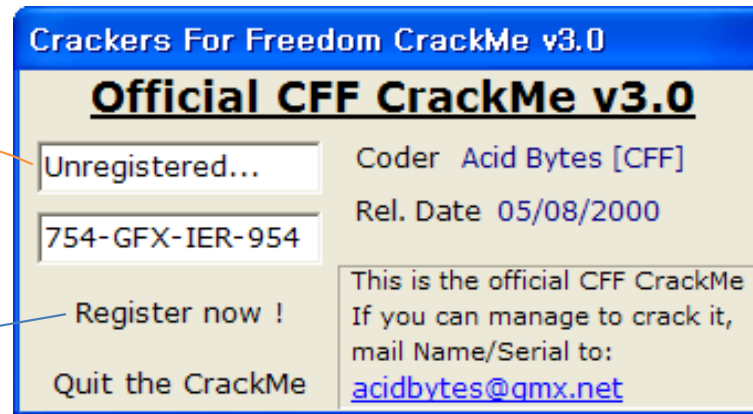 Crackers For Freedom CrackMe v3.0
Official CFF CrackMe v3.0
Unregistered...
754-GFX-IER-954
Register now !
Quit the CrackMe
Coder Acid Bytes [CFF]
Rel. Date 05/08/2000
This is the official CFF CrackMe
If you can manage to crack it,
mail Name/Serial to:
acidbytes@gmx.net